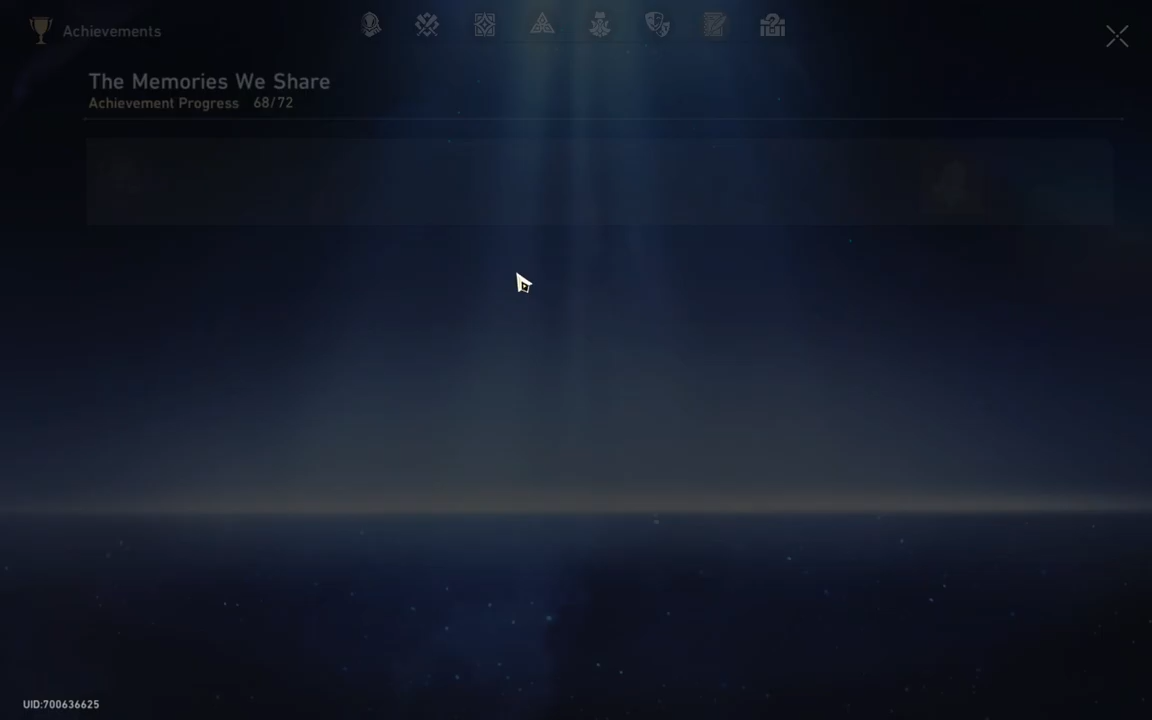 Achievements
The Memories We Share
Achievement Progress 68/72
UID:700636625